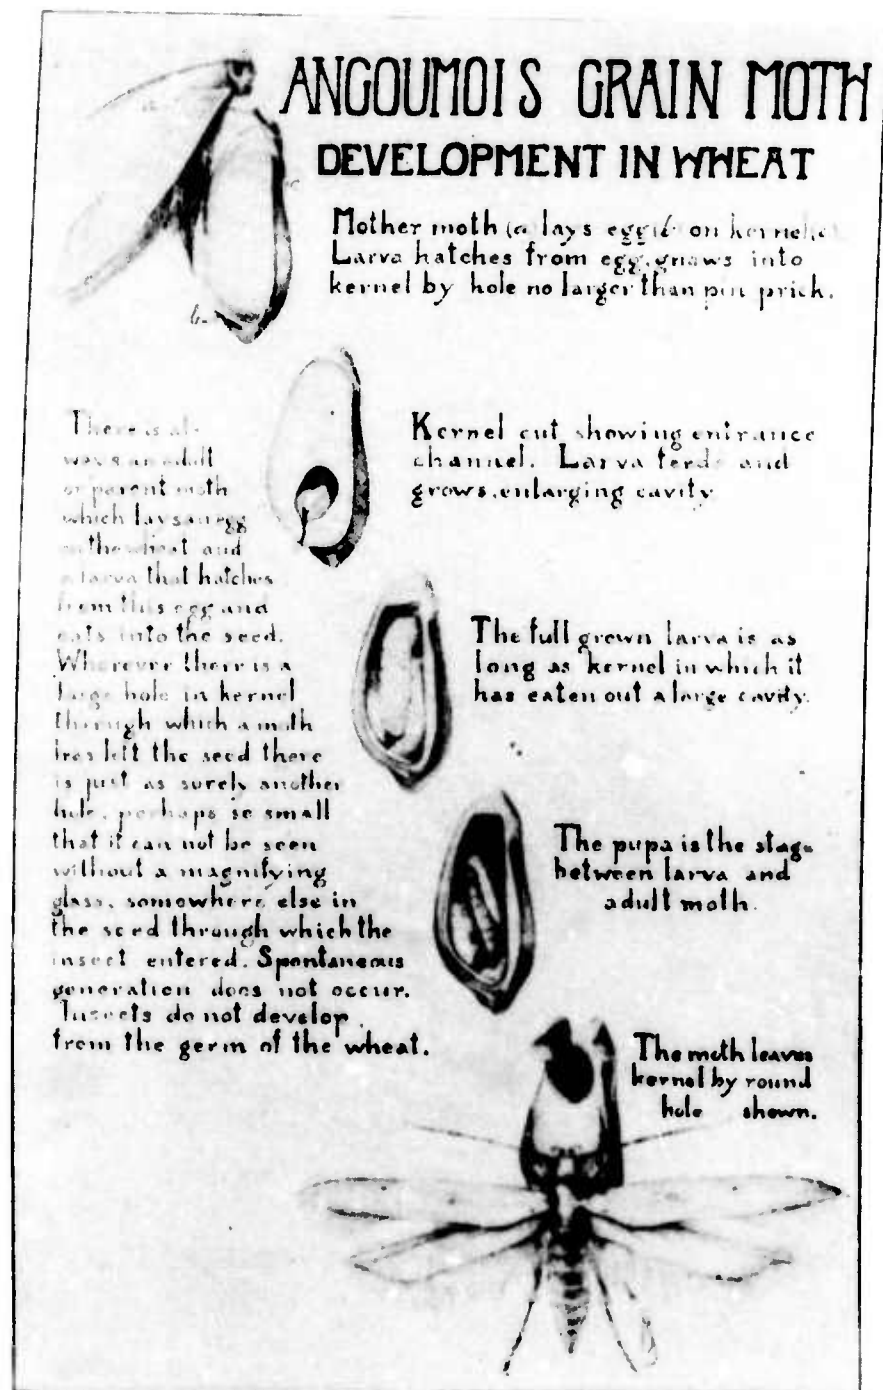 ANGOUMOIS GRAIN MOTH
DEVELOPMENT IN WHEAT
Mother moth (a lays egg(b on kernel(c
Larva hatches from egg, gnaws into
kernel by hole no larger than pin prick.
a
c
b-
Kernel cut showing entrance
channel. Larva feeds and
grows, enlarging cavity
The full grown larva is as
long as kernel in which it
has eaten out a large cavity.
The pupa is the stage
between larva and
adult moth.
The moth leaves
kernel by round
hole shown.
There is al-
ways an adult
or parent moth
which lays an egg
on the wheat and
a larva that hatches
from this egg and
eats into the seed.
Wherever there is a
large hole in kernel
through which a moth
has left the seed there
is just as surely another
hole, perhaps so small
that it can not be seen
without a magnifying
glass, somewhere else in
the seed through which the
insect entered. Spontaneous
generation does not occur.
Insects do not develop
from the germ of the wheat.